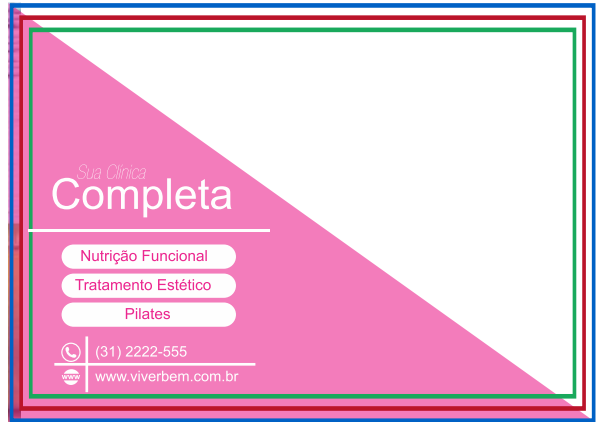 Sua Clínica
Completa
Nutrição Funcional
Tratamento Estético
Pilates
(31) 2222-555
www www.viverbem.com.br